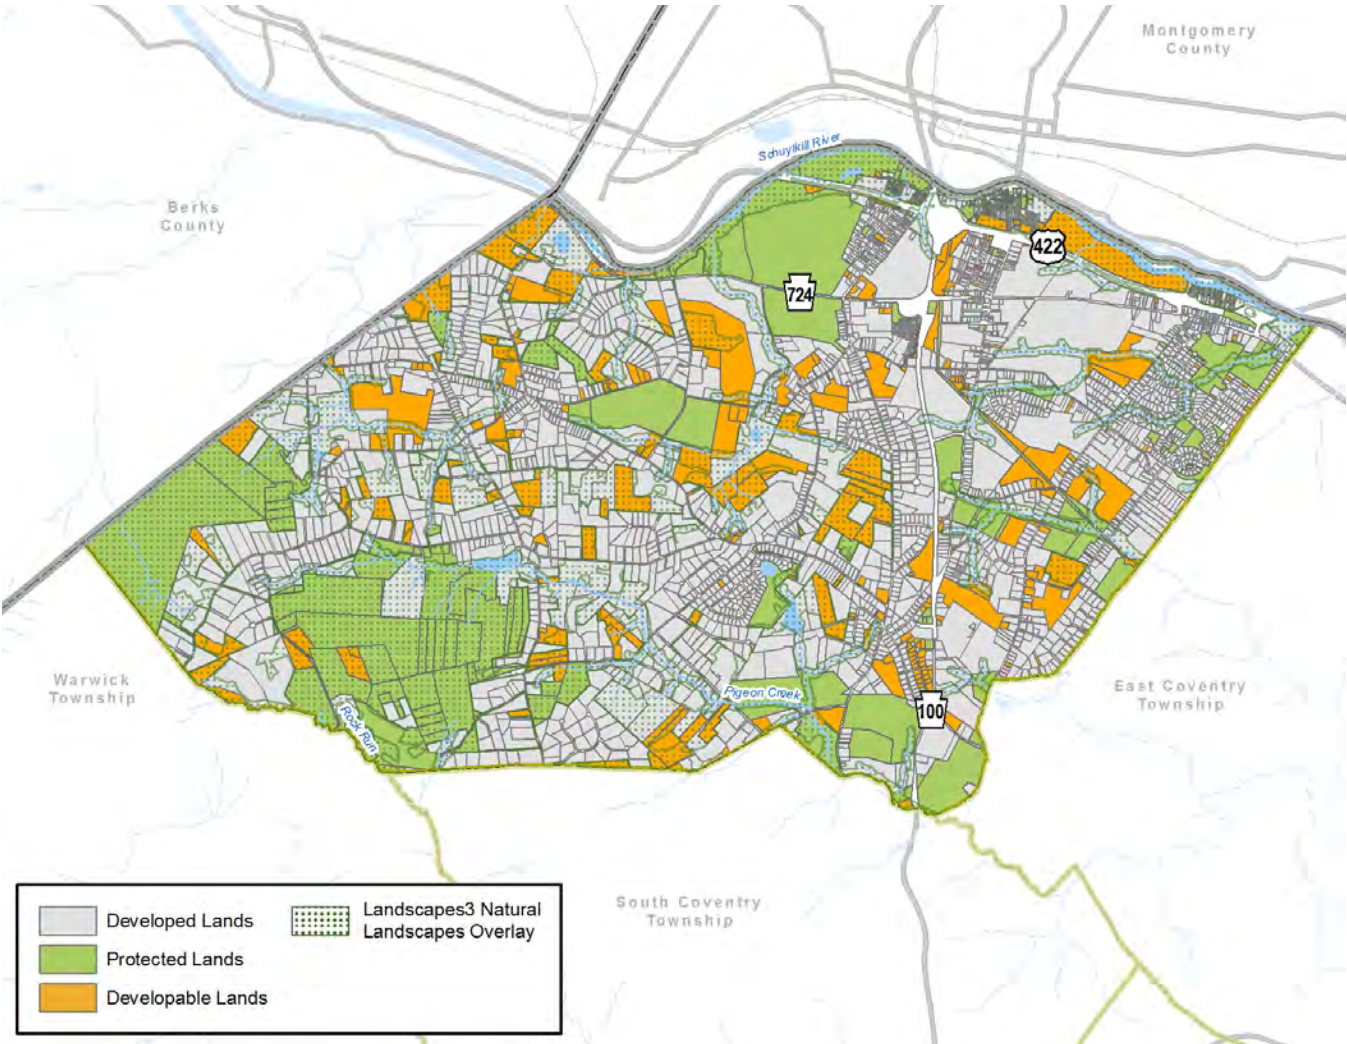 Montgomery
County
Schuylkill River
Berks
County
422
724
Warwick
Township
East Coventry
Township
Pigeon Creek
100
Rock Run
South Coventry
Township
Developed Lands
Protected Lands
Developable Lands
Landscapes3 Natural
Landscapes Overlay